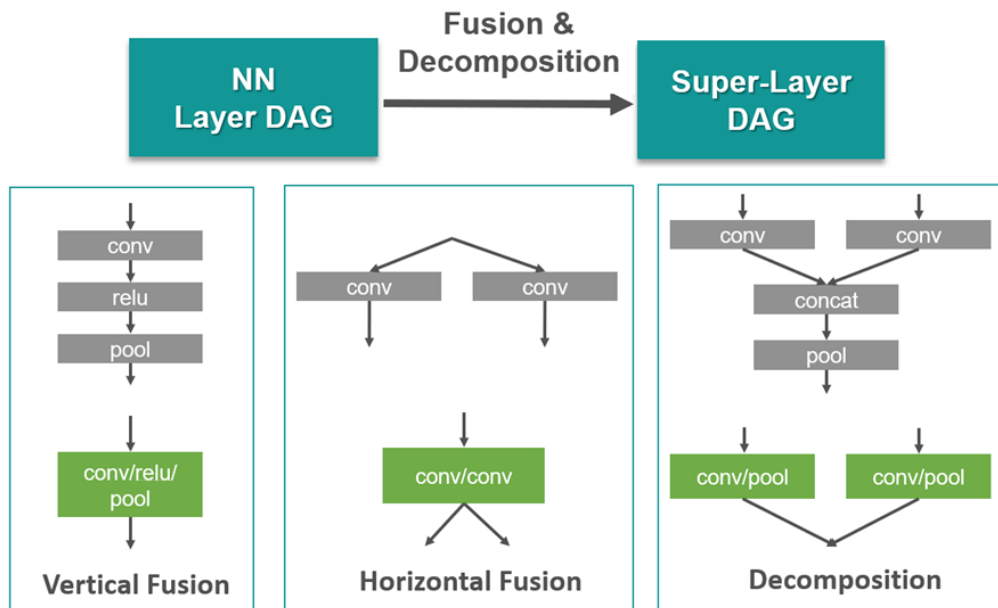 Fusion &
Decomposition
NN
Layer DAG
Super-Layer
DAG
conv
relu
pool
conv/relu/
pool
Vertical Fusion
conv
conv
conv/conv
Horizontal Fusion
conv
conv
concat
pool
conv/pool
conv/pool
Decomposition